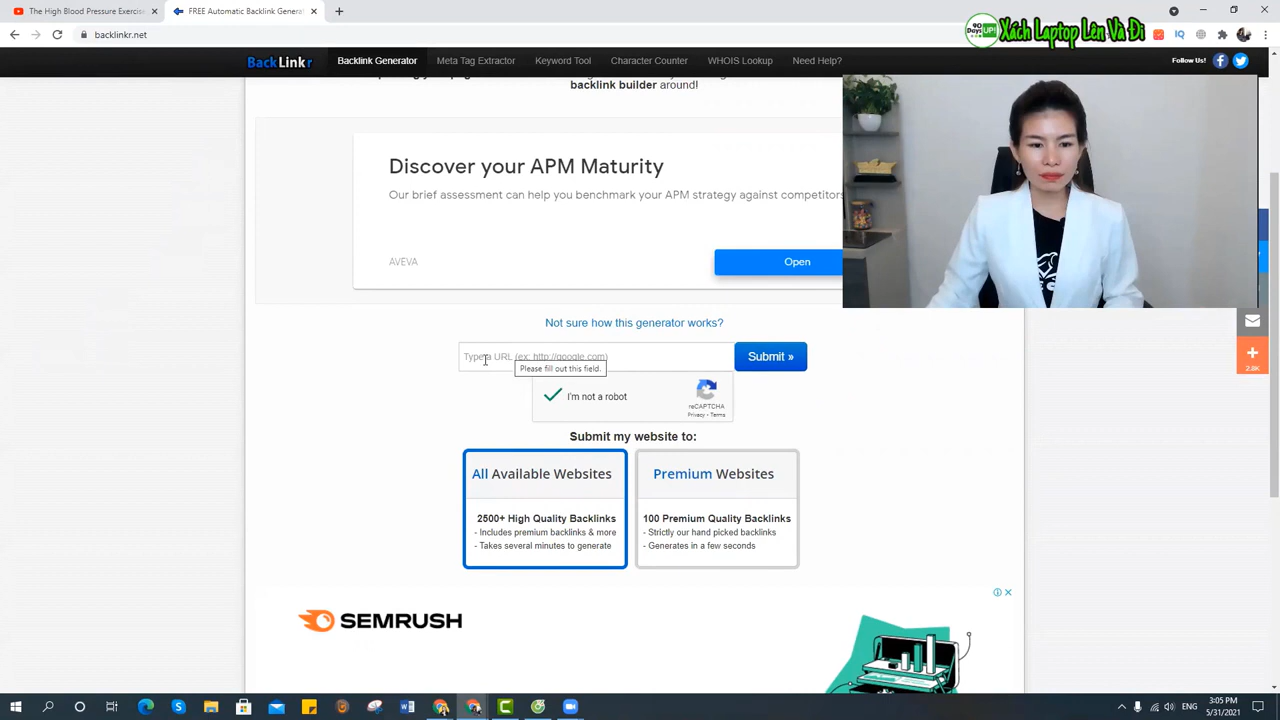 The High Blood Pressure Exercise
FREE Automatic Backlink Generat
backlinkr.net
90 Days UP!
Xách Laptop Lên Và Đi
IQ
BackLinkr
Backlink Generator
Meta Tag Extractor
Keyword Tool
Character Counter
WHOIS Lookup
Need Help?
Follow Us!
backlink builder around!
Discover your APM Maturity
Our brief assessment can help you benchmark your APM strategy against competitors
AVEVA
Open
Not sure how this generator works?
Type a URL (ex: http://google.com)
Submit »
Please fill out this field.
I'm not a robot
reCAPTCHA
Privacy - Terms
2.8K
Submit my website to:
All Available Websites
2500+ High Quality Backlinks
- Includes premium backlinks & more
- Takes several minutes to generate
Premium Websites
100 Premium Quality Backlinks
- Strictly our hand picked backlinks
- Generates in a few seconds
SEMRUSH
3:05 PM
5/31/2021